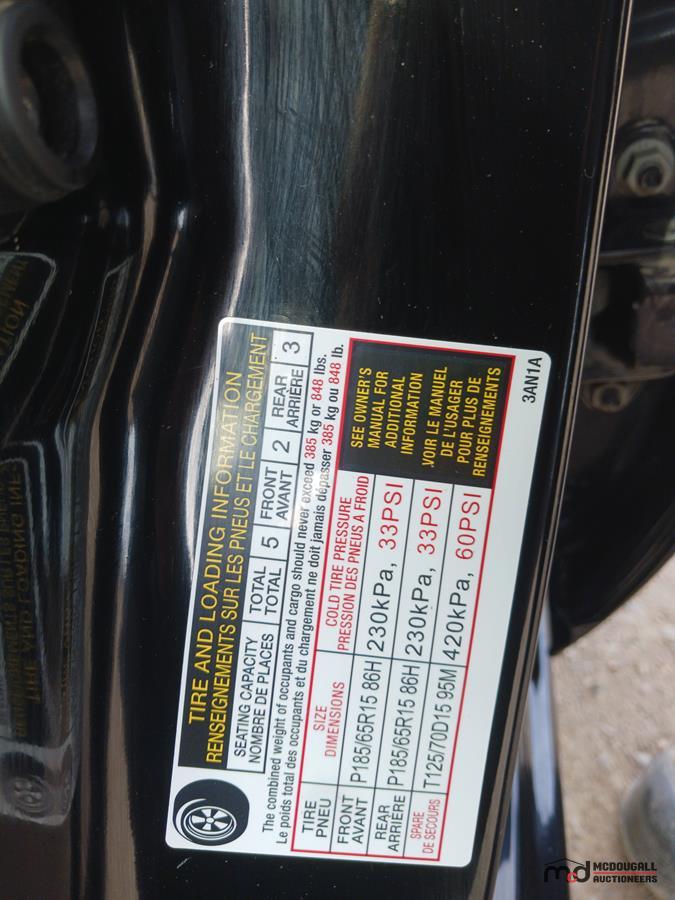 TIRE AND LOADING INFORMATION
RENSEIGNEMENTS SUR LES PNEUS ET LE CHARGEMENT
SEATING CAPACITY
NOMBRE DE PLACES
TOTAL
TOTAL
5
FRONT
AVANT
2
REAR
ARRIÈRE
3
The combined weight of occupants and cargo should never exceed 385 kg or 848 lbs.
Le poids total des occupants et du chargement ne doit jamais dépasser 385 kg ou 848 lb.
TIRE
PNEU
SIZE
DIMENSIONS
COLD TIRE PRESSURE
PRESSION DES PNEUS A FROID
FRONT
AVANT
P185/65R15 86H
230kPa, 33PSI
REAR
ARRIÈRE
P185/65R15 86H
230kPa, 33PSI
SPARE
DE SECOURS
T125/70D15 95M
420kPa, 60PSI
SEE OWNER'S
MANUAL FOR
ADDITIONAL
INFORMATION
VOIR LE MANUEL
DE L'USAGER
POUR PLUS DE
RENSEIGNEMENTS
3AN1A
mcd MCDOUGALL
AUCTIONEERS